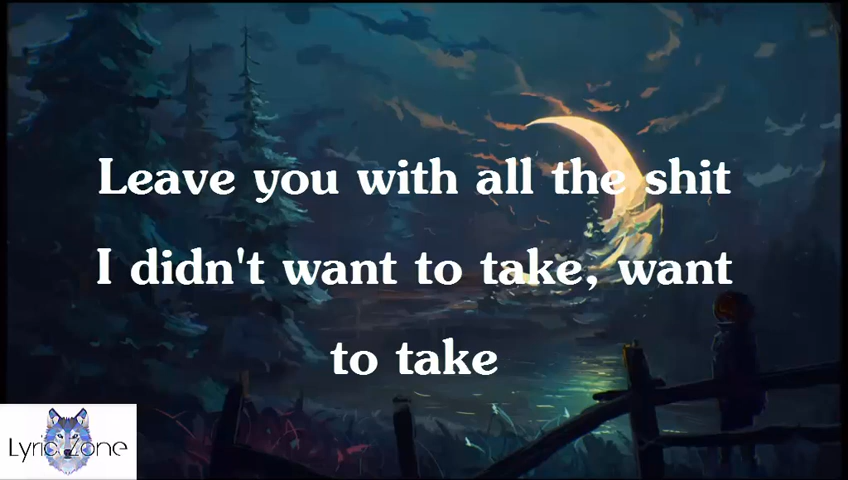 Leave you with all the shit
I didn't want to take, want
to take
Lyric Zone